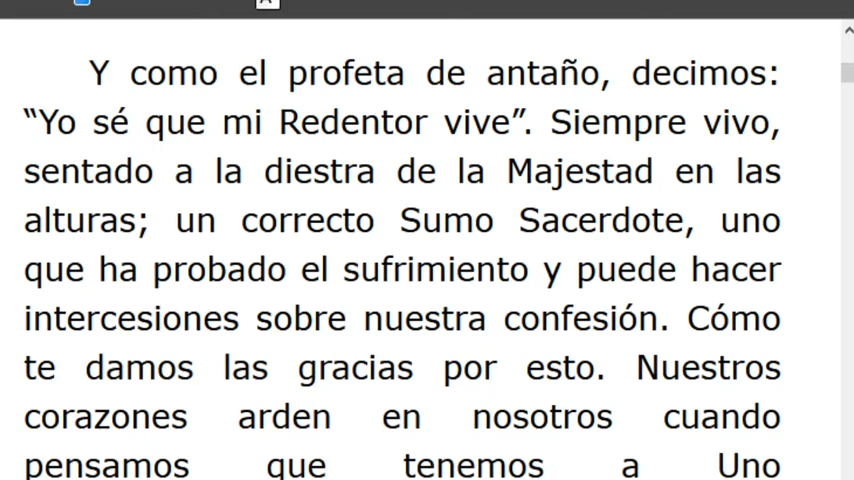 Y como el profeta de antaño, decimos:
“Yo sé que mi Redentor vive”. Siempre vivo,
sentado a la diestra de la Majestad en las
alturas; un correcto Sumo Sacerdote, uno
que ha probado el sufrimiento y puede hacer
intercesiones sobre nuestra confesión. Cómo
te damos las gracias por esto. Nuestros
corazones arden en nosotros cuando
pensamos que tenemos a Uno